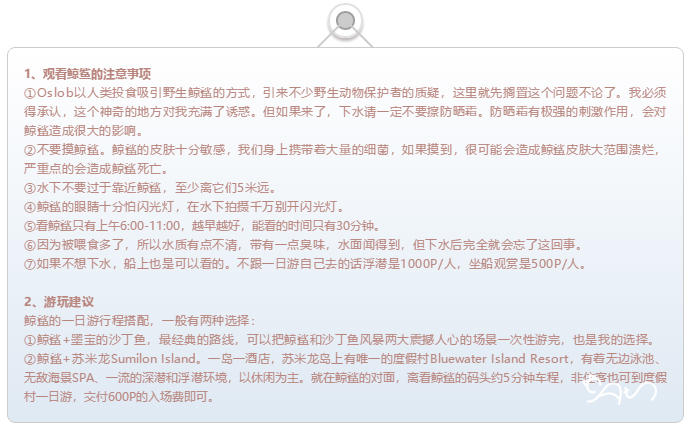 1、观看鲸鲨的注意事项
①Oslob以人类投食吸引野生鲸鲨的方式，引来不少野生动物保护者的质疑，这里就先搁置这个问题不论了。我必须
得承认，这个神奇的地方对我充满了诱惑。但如果来了，下水请一定不要擦防晒霜。防晒霜有极强的刺激作用，会对
鲸鲨造成很大的影响。
②不要摸鲸鲨。鲸鲨的皮肤十分敏感，我们身上携带着大量的细菌，如果摸到，很可能会造成鲸鲨皮肤大范围溃烂，
严重点的会造成鲸鲨死亡。
③水下不要过于靠近鲸鲨，至少离它们5米远。
④鲸鲨的眼睛十分怕闪光灯，在水下拍摄千万别开闪光灯。
⑤看鲸鲨只有上午6:00-11:00，越早越好，能看的时间只有30分钟。
⑥因为被喂食多了，所以水质有点不清，带有一点臭味，水面闻得到，但下水后完全就会忘了这回事。
⑦如果不想下水，船上也是可以看的。不跟一日游自己去的话浮潜是1000P/人，坐船观赏是500P/人。
2、游玩建议
鲸鲨的一日游行程搭配，一般有两种选择：
①鲸鲨+墨宝的沙丁鱼，最经典的路线，可以把鲸鲨和沙丁鱼风暴两大震撼人心的场景一次性游完，也是我的选择。
②鲸鲨+苏米龙Sumilon Island。一岛一酒店，苏米龙岛上有唯一的度假村Bluewater Island Resort，有着无边泳池、
无敌海景SPA、一流的深潜和浮潜环境，以休闲为主。就在鲸鲨的对面，离看鲸鲨的码头约5分钟车程，非住客也可到度假
村一日游，交付600P的入场费即可。